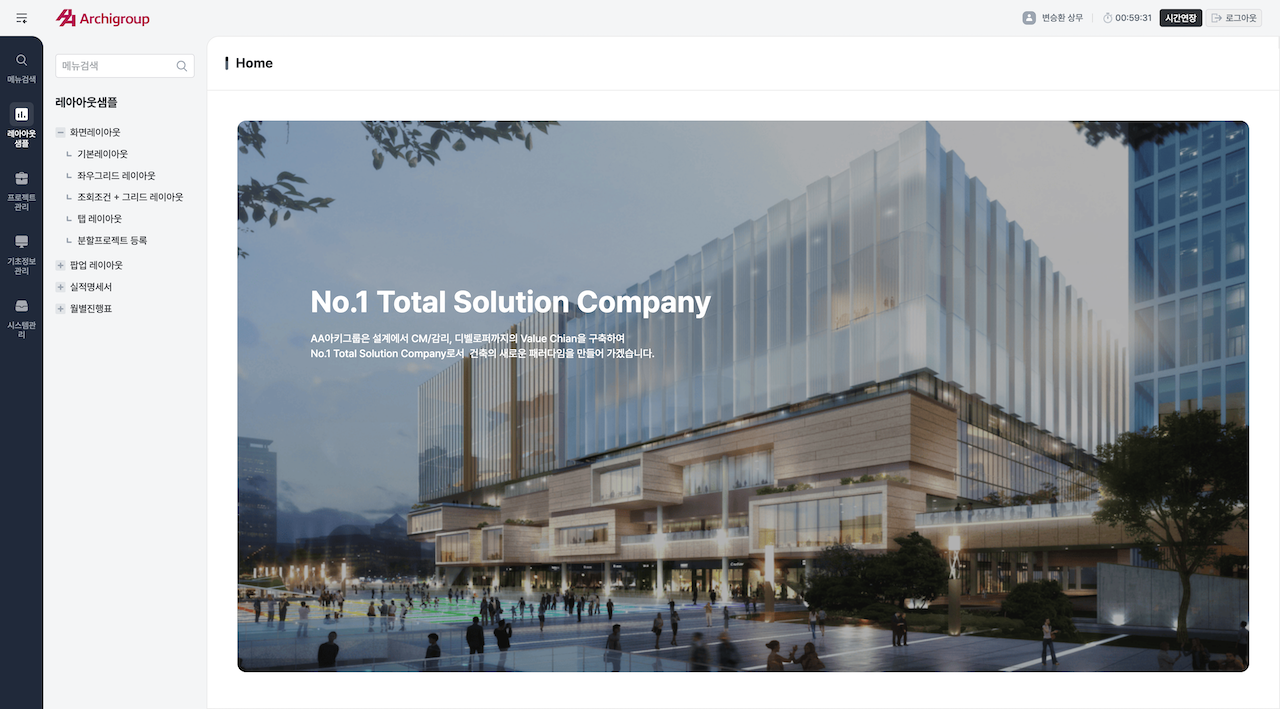 Archigroup
변승환 상무
00:59:31
시간연장
로그아웃
메뉴검색
레아아웃
샘플
프로젝트
관리
기초정보
관리
시스템관
리
메뉴검색
레아아웃샘플
화면레이아웃
기본레이아웃
좌우그리드 레이아웃
조회조건 + 그리드 레이아웃
탭 레이아웃
분할프로젝트 등록
팝업 레이아웃
실적명세서
월별진행표
Home
No.1 Total Solution Company
AA아키그룹은 설계에서 CM/감리, 디벨로퍼까지의 Value Chian을 구축하여
No.1 Total Solution Company로서 건축의 새로운 패러다임을 만들어 가겠습니다.